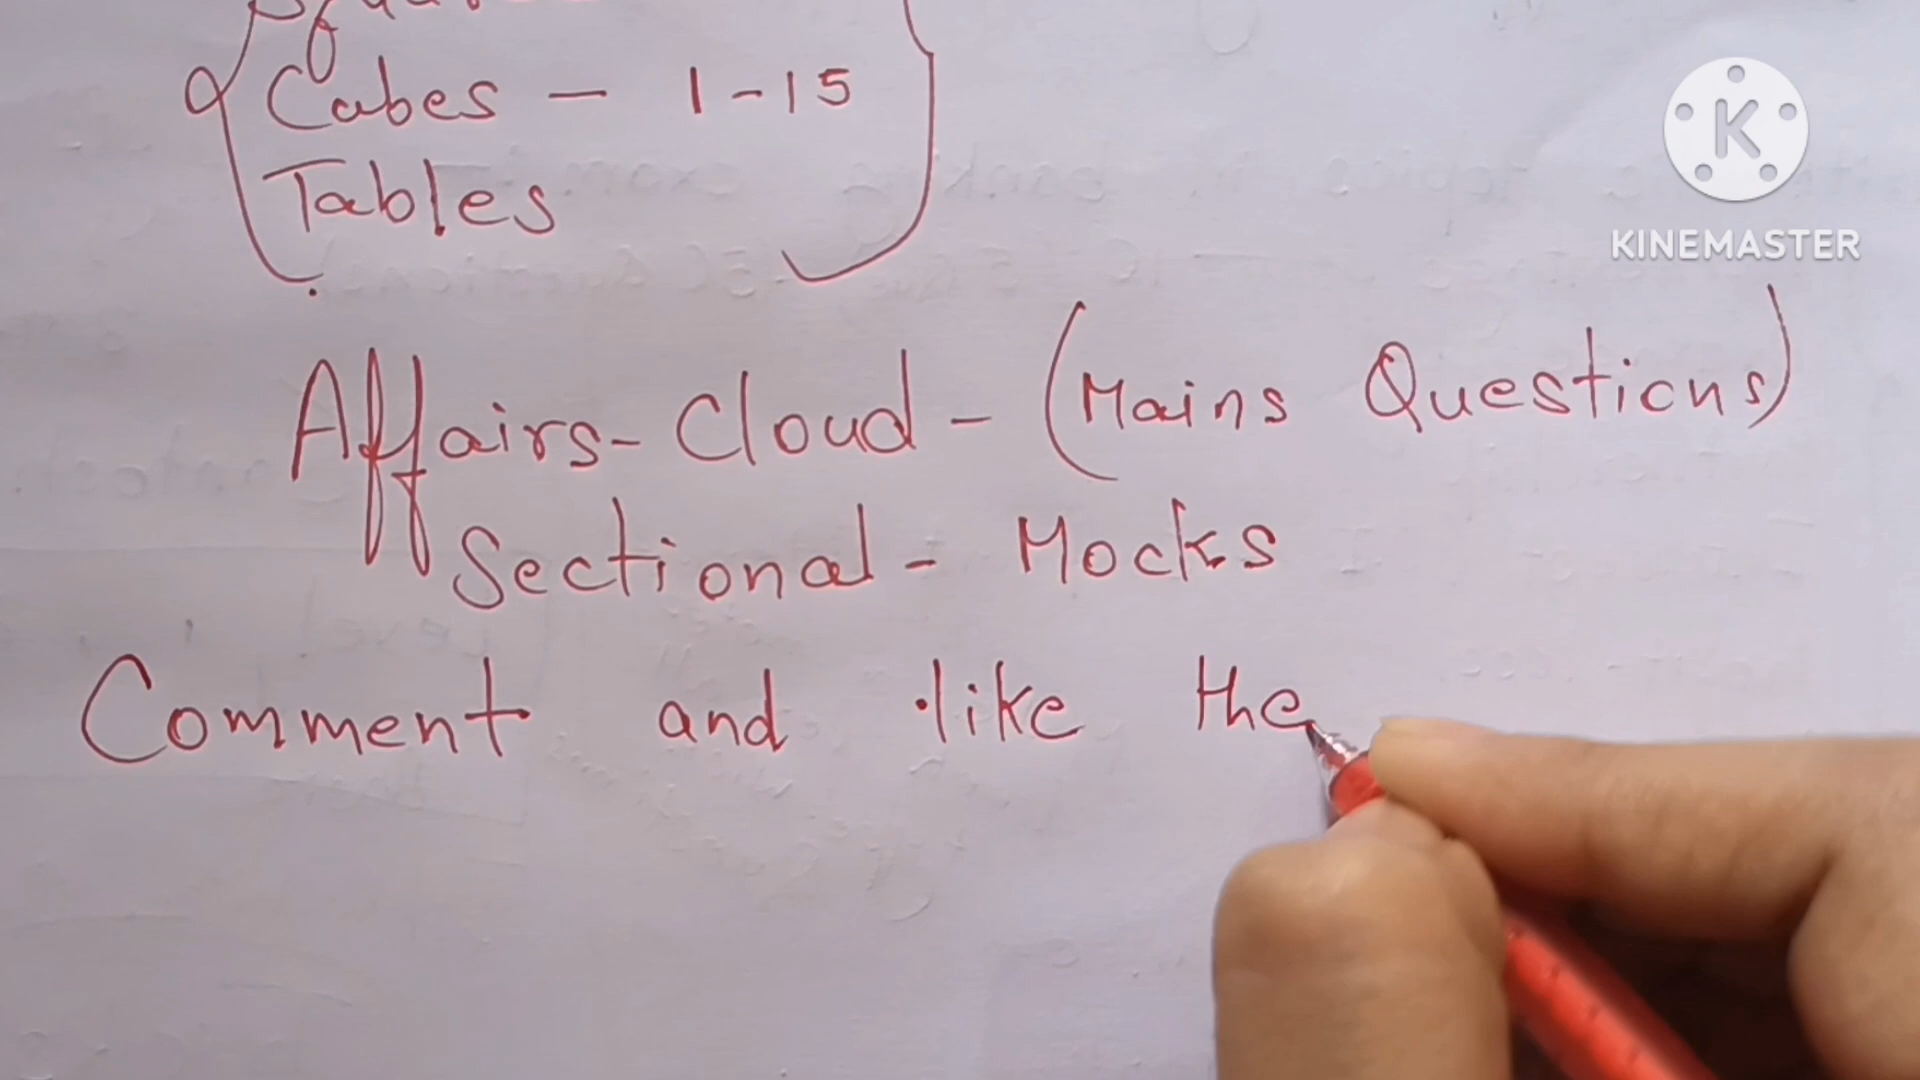 Cubes - 1-15
Tables
KINEMASTER
Affairs-Cloud - (Mains Questions)
Sectional - Mocks
Comment and like the